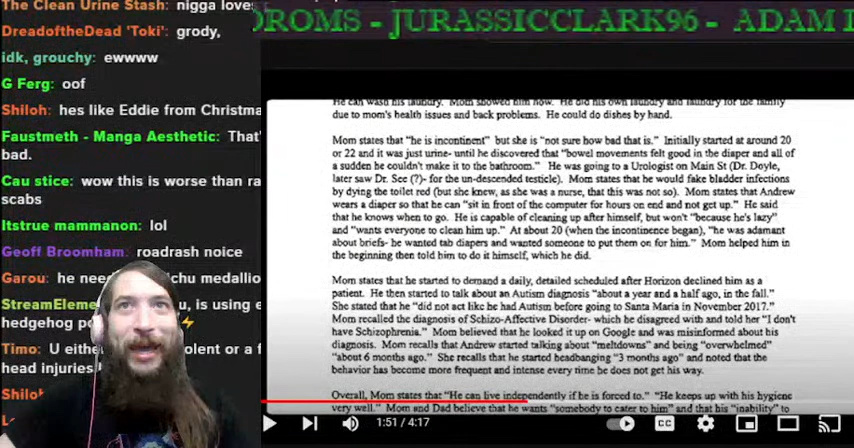 The Clean Urine Stash: nigga love
DROMS - JURASSICCLARK96 - ADAM
DreadoftheDead 'Toki': grody,
idk, grouchy: ewwww
G Ferg: oof
Shiloh: hes like Eddie from Christma
Faustmeth - Manga Aesthetic: That'
bad.
Cau stice: wow this is worse than ra
scabs
Itstrue mammanon: lol
Geoff Broomham: roadrash noice
Garou: he nee chu medallio
StreamEleme u, is using e
hedgehog po
Timo: U eithe olent or a f
head injuries
Shilo
He can wash his laundry. Mom showed him how. He did his own laundry and laundry for the family
due to mom's health issues and back problems. He could do dishes by hand.
Mom states that "he is incontinent" but she is "not sure how bad that is." Initially started at around 20
or 22 and it was just urine- until he discovered that "bowel movements felt good in the diaper and all of
a sudden he couldn't make it to the bathroom." He was going to a Urologist on Main St (Dr. Doyle,
later saw Dr. See (?)- for the un-descended testicle). Mom states that he would fake bladder infections
by dying the toilet red (but she knew, as she was a nurse, that this was not so). Mom states that Andrew
wears a diaper so that he can "sit in front of the computer for hours on end and not get up." He said
that he knows when to go. He is capable of cleaning up after himself, but won't "because he's lazy"
and "wants everyone to clean him up." At about 20 (when the incontinence began), "he was adamant
about briefs- he wanted tab diapers and wanted someone to put them on for him." Mom helped him in
the beginning then told him to do it himself, which he did.
Mom states that he started to demand a daily, detailed scheduled after Horizon declined him as a
patient. He then started to talk about an Autism diagnosis "about a year and a half ago, in the fall."
She stated that he "did not act like he had Autism before going to Santa Maria in November 2017."
Mom recalled the diagnosis of Schizo-Affective Disorder- which he disagreed with and told her "I don't
have Schizophrenia." Mom believed that he looked it up on Google and was misinformed about his
diagnosis. Mom recalls that Andrew started talking about "meltdowns" and being "overwhelmed"
"about 6 months ago." She recalls that he started headbanging "3 months ago" and noted that the
behavior has become more frequent and intense every time he does not get his way.
Overall, Mom states that "He can live independently if he is forced to." "He keeps up with his hygiene
very well." Mom and Dad believe that he wants "somebody to cater to him" and that his "inability" to
1:51 / 4:17
CC